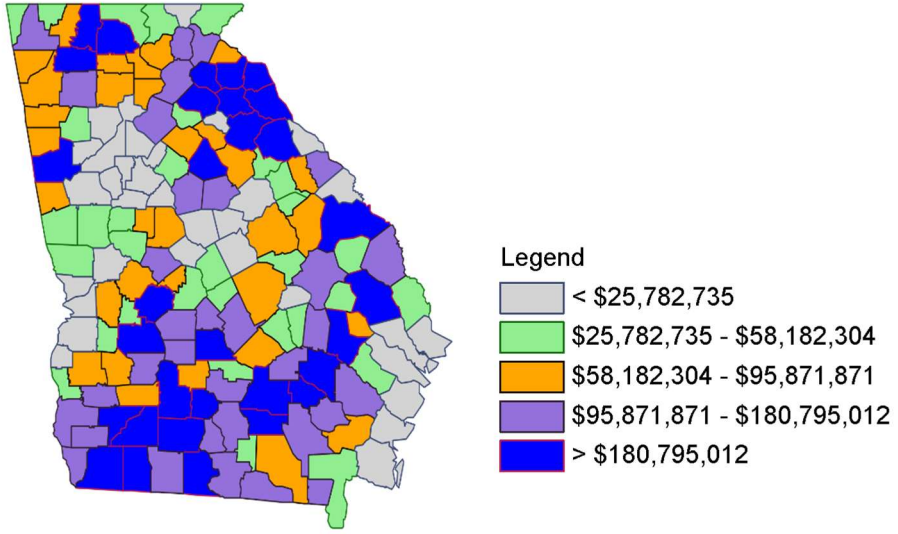 Legend
< $25,782,735
$25,782,735 - $58,182,304
$58,182,304 - $95,871,871
$95,871,871 - $180,795,012
> $180,795,012